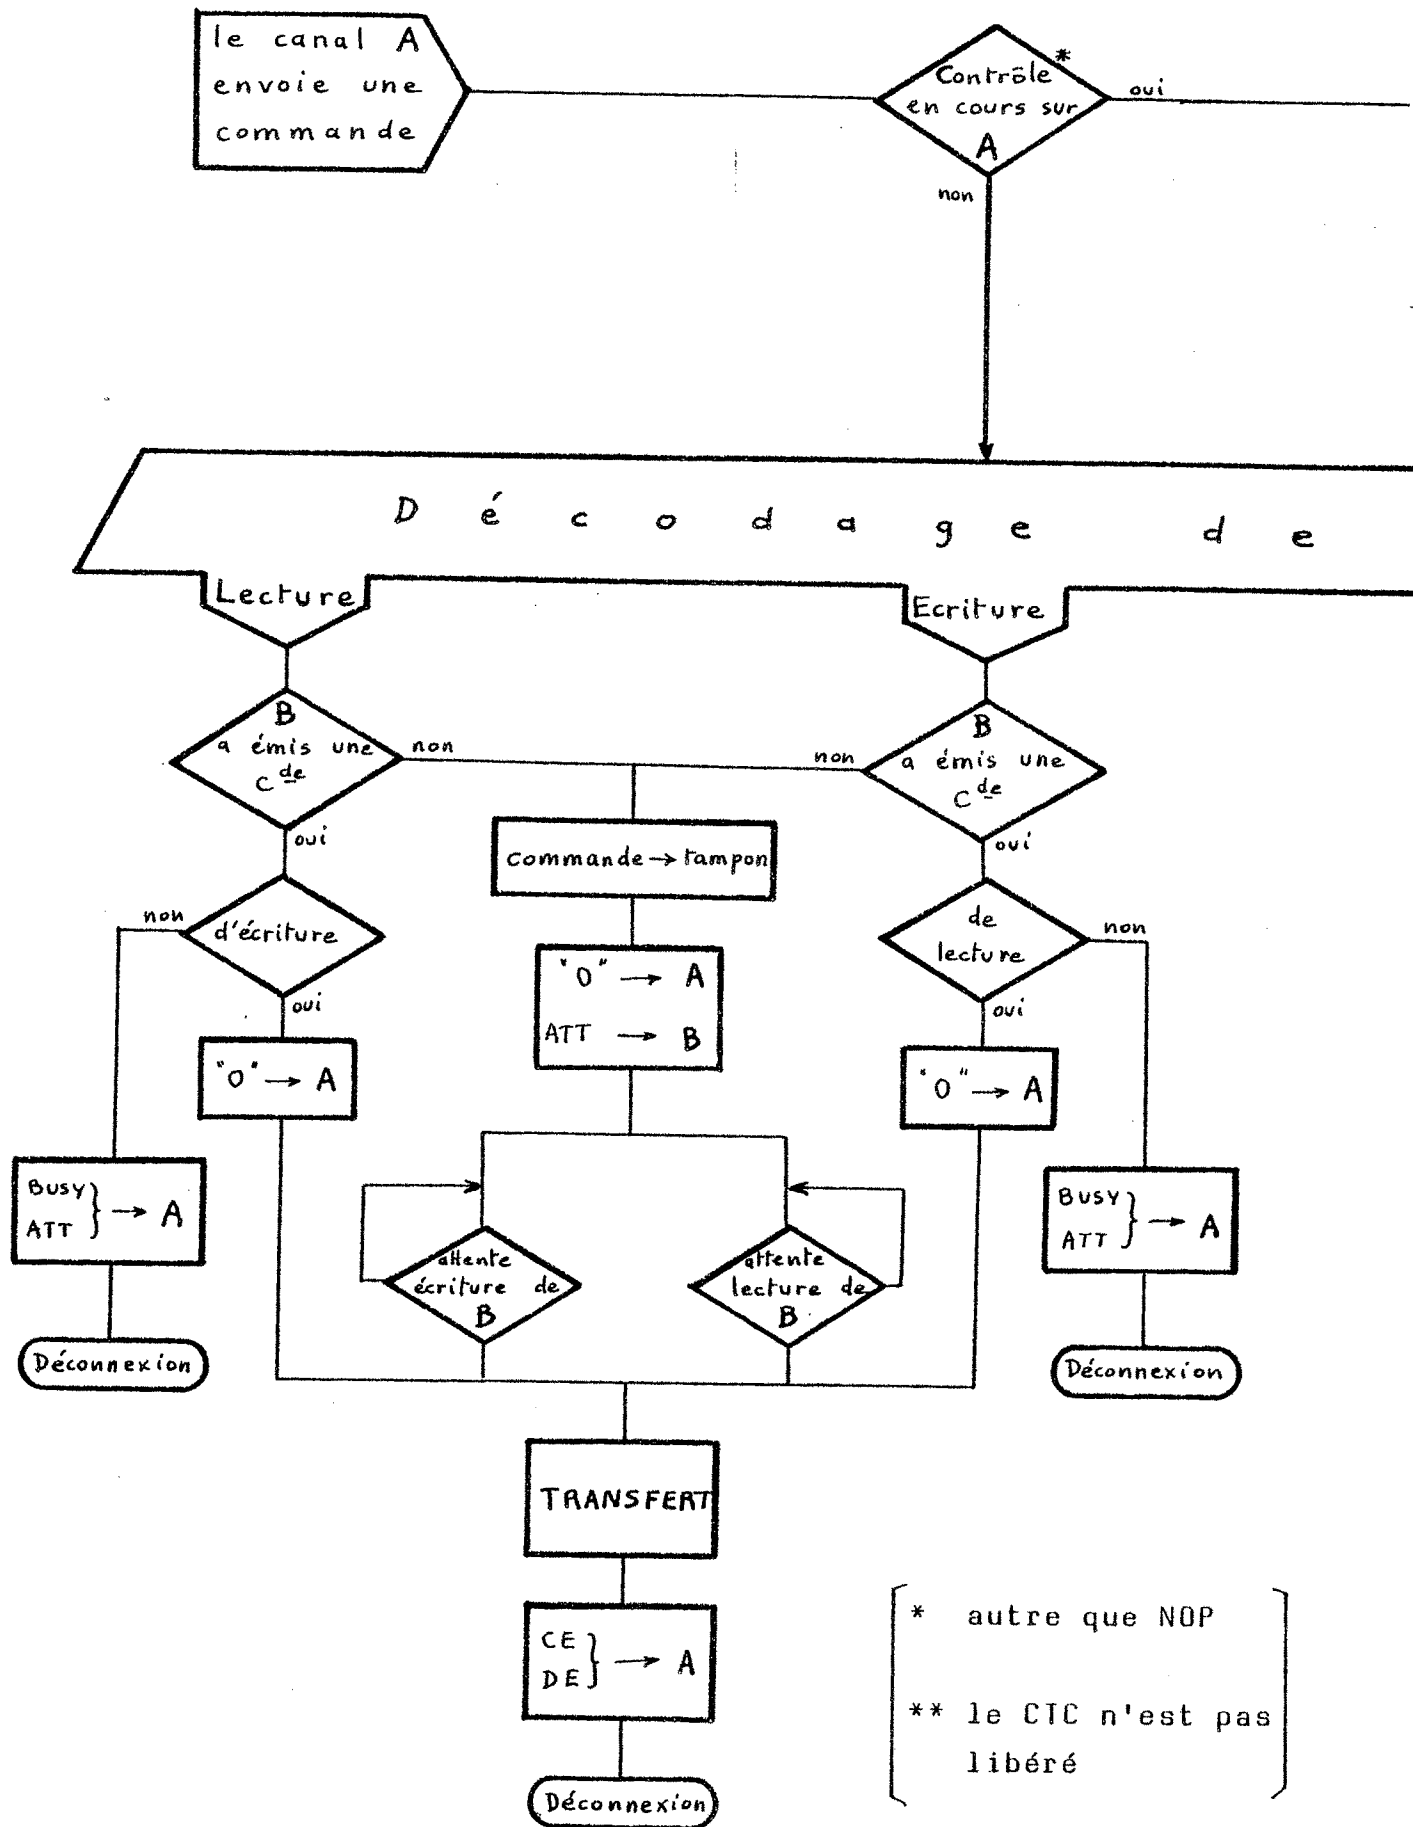 le canal A
envoie une
commande
Contrôle *
en cours sur
A
oui
non
Décodage de
Lecture
Ecriture
B
a émis une
Cde
non
oui
non
B
a émis une
Cde
oui
commande → tampon
non
d'écriture
oui
"0" → A
ATT → B
de
lecture
non
oui
"0" → A
"0" → A
BUSY
ATT } → A
attente
écriture de
B
attente
lecture de
B
BUSY
ATT } → A
Déconnexion
Déconnexion
TRANSFERT
CE
DE } → A
Déconnexion
* autre que NOP
** le CTC n'est pas
libéré